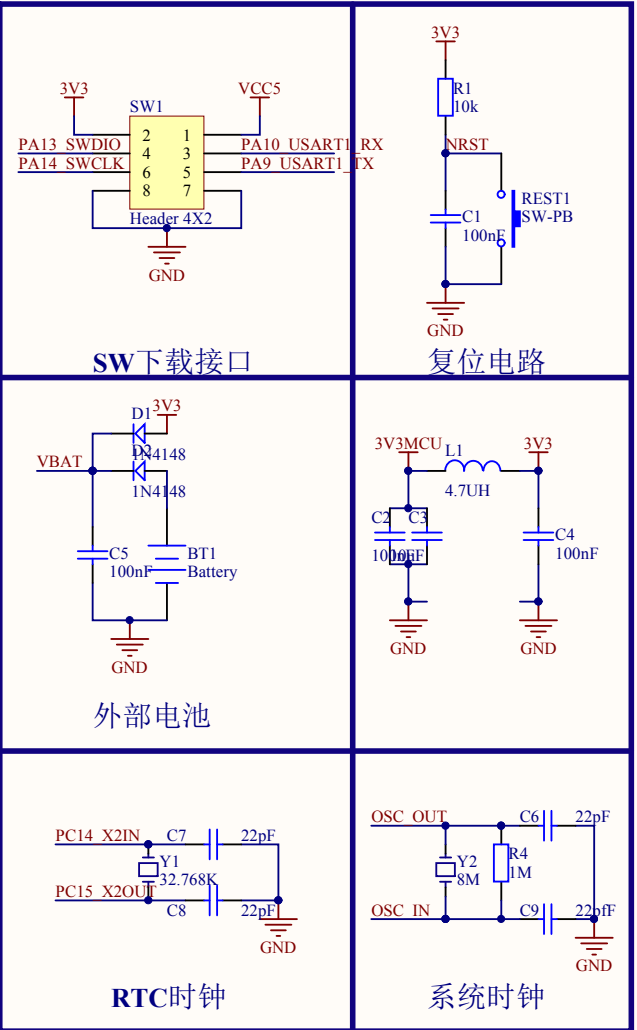 3V3
VCC5
SW1
2 1
PA13_SWDIO 4 3 PA10_USART1_RX
PA14_SWCLK 6 5 PA9_USART1_TX
8 7
Header 4X2
GND
SW下载接口
3V3
R1
10k
NRST
REST1
C1 SW-PB
100nF
GND
复位电路
D1 3V3
D2
1N4148
VBAT
1N4148
C5 BT1
100nF Battery
GND
外部电池
3V3MCU L1 3V3
4.7UH
C2 C3
C4
100nF
GND GND
PC14_X2IN C7 22pF
Y1
32.768K
PC15_X2OUT
C8 22pF
GND
RTC时钟
OSC_OUT C6 22pF
Y2 R4
8M 1M
OSC_IN C9
GND
系统时钟